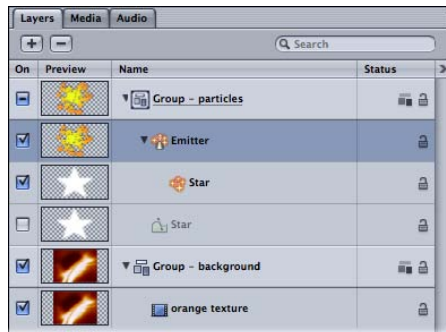 Layers Media Audio
Search
On Preview Name Status
Group - particles
Emitter
Star
Star
Group - background
orange texture